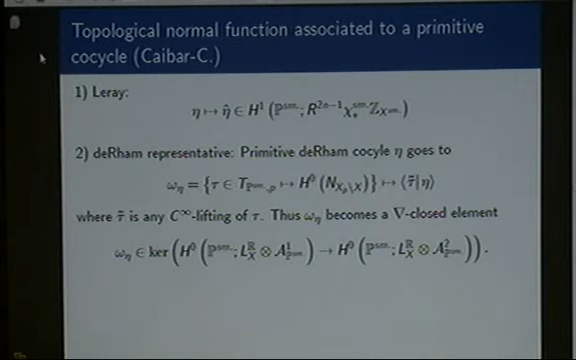 Topological normal function associated to a primitive
cocycle (Caibar-C.)
1) Leray:
η ↦ η̂ ∈ H¹ (ℙ^{sm.}; R^{2n−1}χ_*^{sm.} ℤ_{X^{sm.}})
2) deRham representative: Primitive deRham cocyle η goes to
ω_η = {τ ∈ T_{ℙ^{sm.},p} ↦ H⁰ (N_{X_p\X})} ↦ ⟨τ̃ | η⟩
where τ̃ is any C^∞-lifting of τ. Thus ω_η becomes a ∇-closed element
ω_η ∈ ker (H⁰ (ℙ^{sm.}; L_X^ℝ ⊗ A¹_{ℙ^{sm.}}) → H⁰ (ℙ^{sm.}; L_X^ℝ ⊗ A²_{ℙ^{sm.}})).